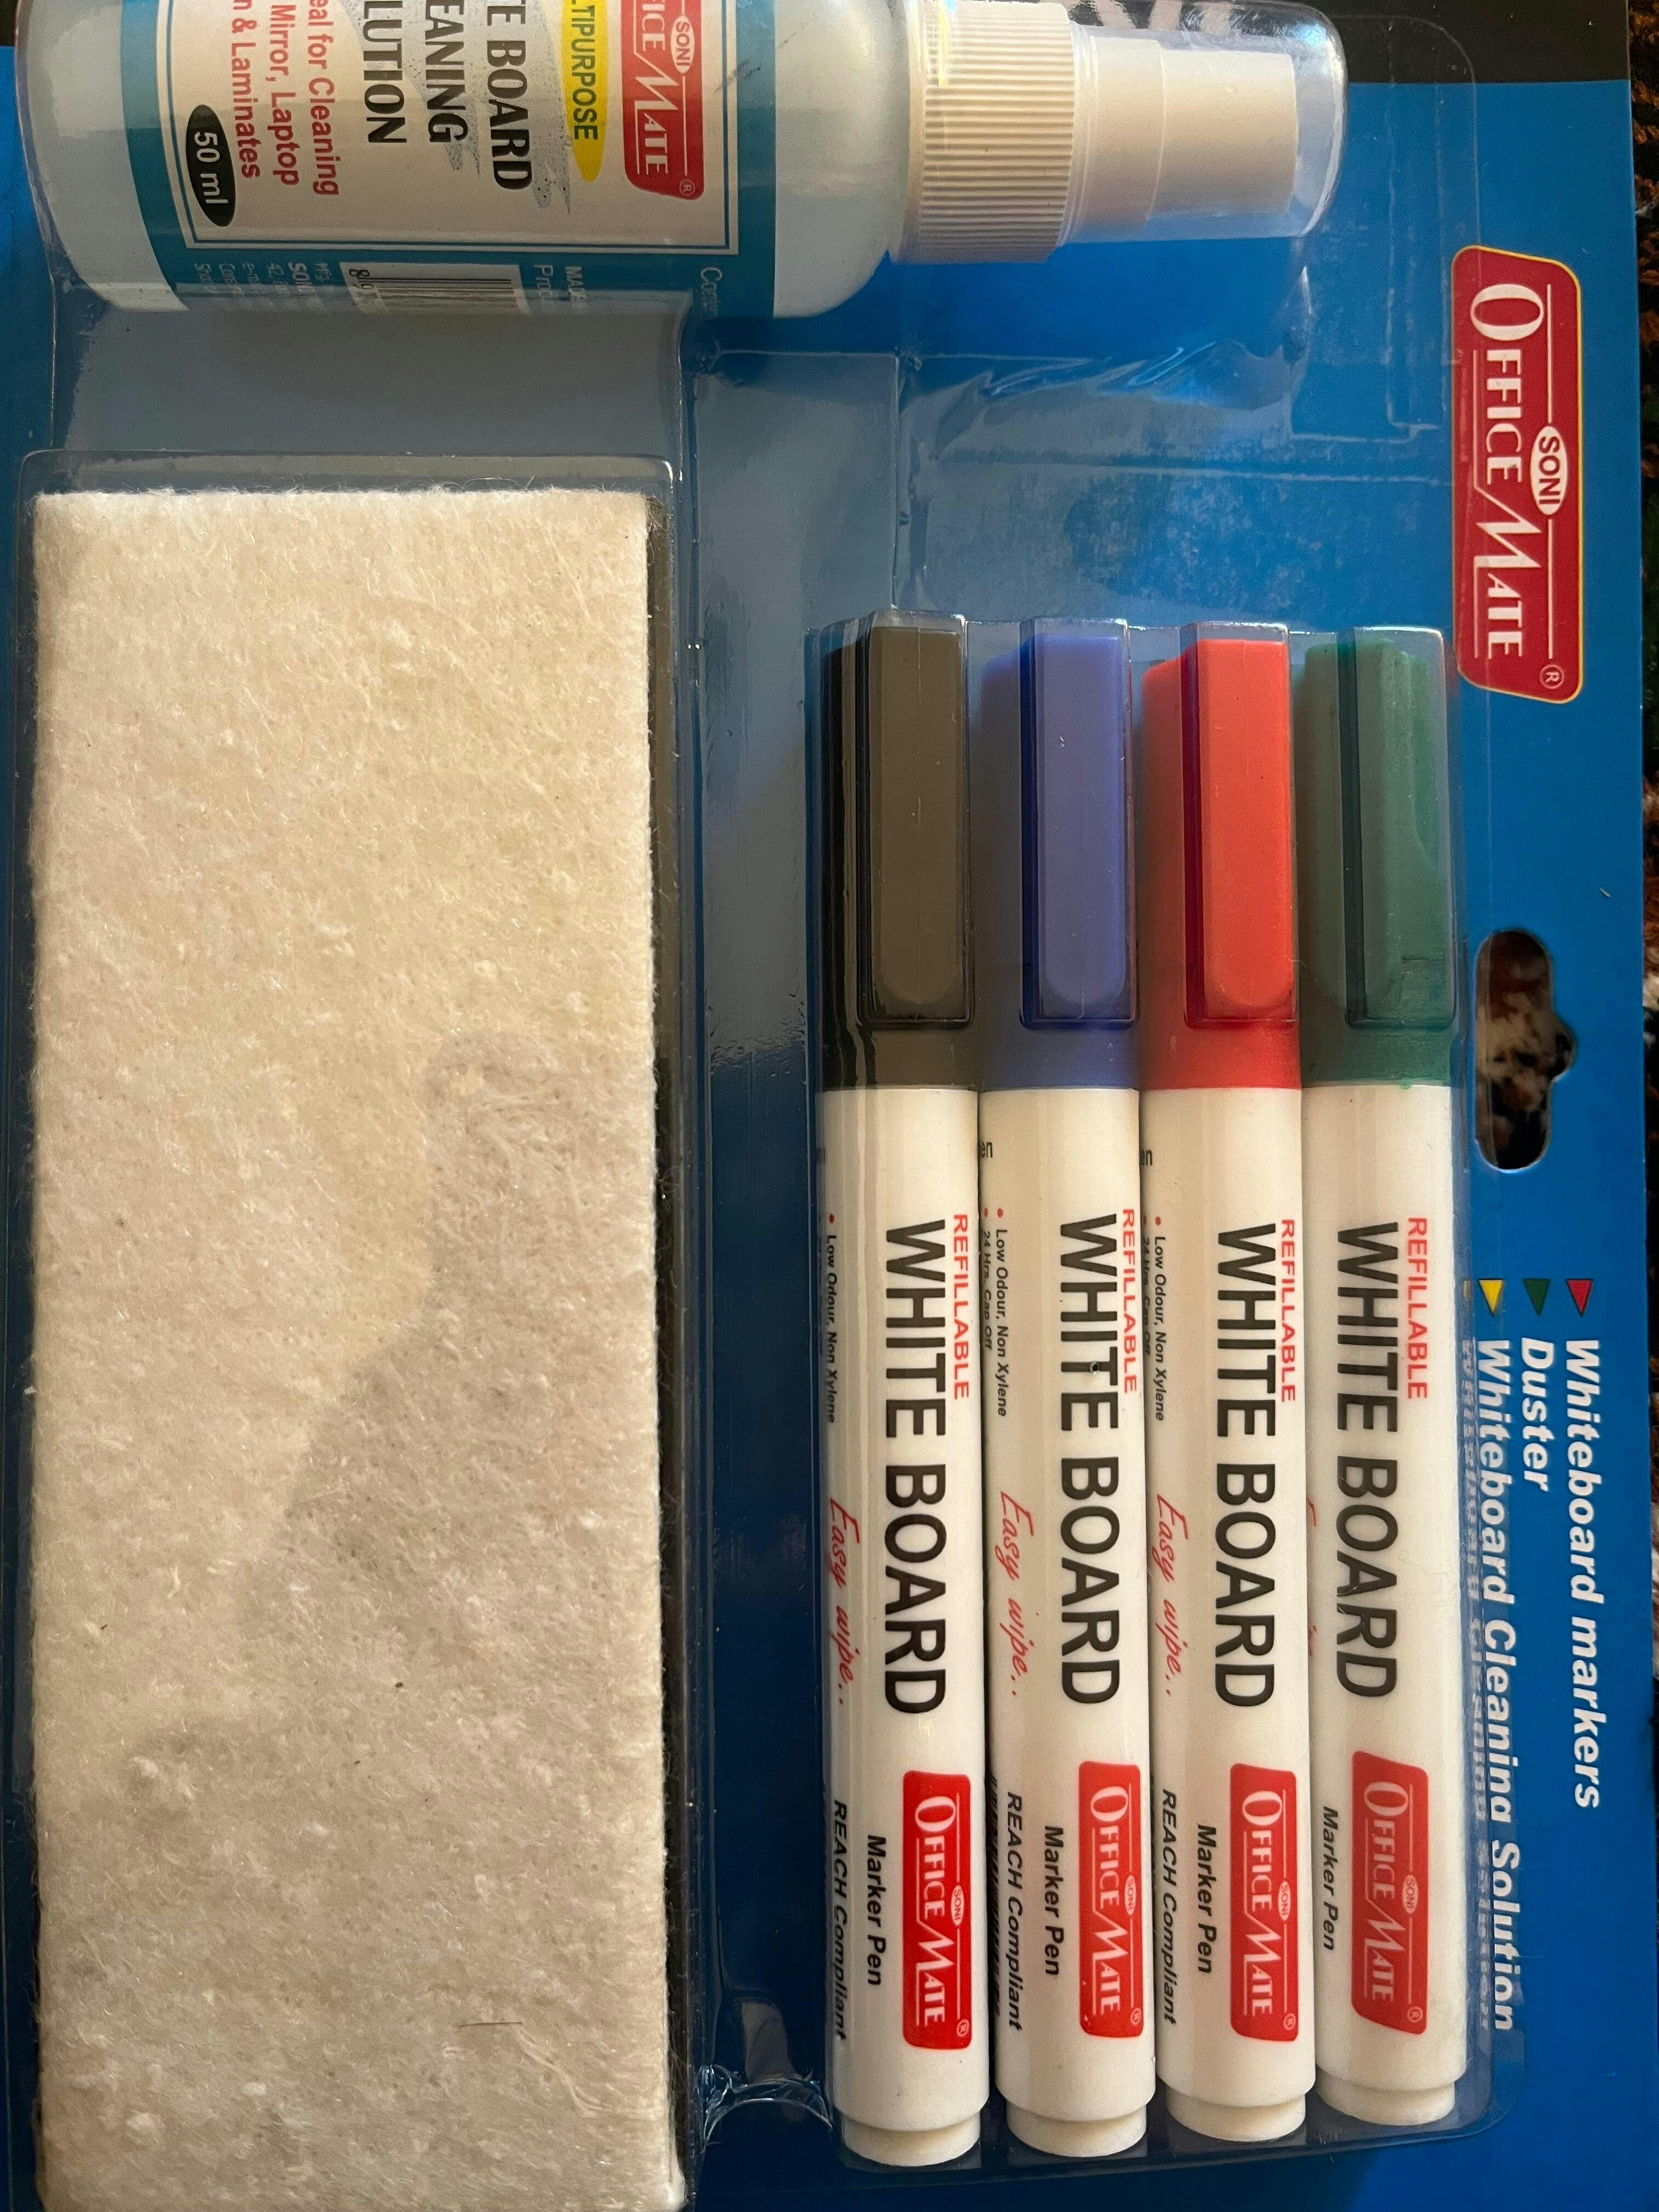 SONI
OFFICE MATE ®
Whiteboard markers
Duster
Whiteboard Cleaning Solution
SONI
OFFICE MATE ®
REFILLABLE
WHITE BOARD
Marker Pen
SONI
OFFICE MATE ®
REFILLABLE
WHITE BOARD
Marker Pen
• Low Odour, Non Xylene
Easy wipe..
REACH Compliant
SONI
OFFICE MATE ®
REFILLABLE
WHITE BOARD
Marker Pen
• Low Odour, Non Xylene
• 24 Hrs. Cap Off
Easy wipe..
REACH Compliant
SONI
OFFICE MATE ®
REFILLABLE
WHITE BOARD
Marker Pen
• Low Odour, Non Xylene
Easy wipe..
REACH Compliant
SONI
FICE MATE ®
LTIPURPOSE
TE BOARD
EANING
LUTION
eal for Cleaning
Mirror, Laptop
n & Laminates
50 ml